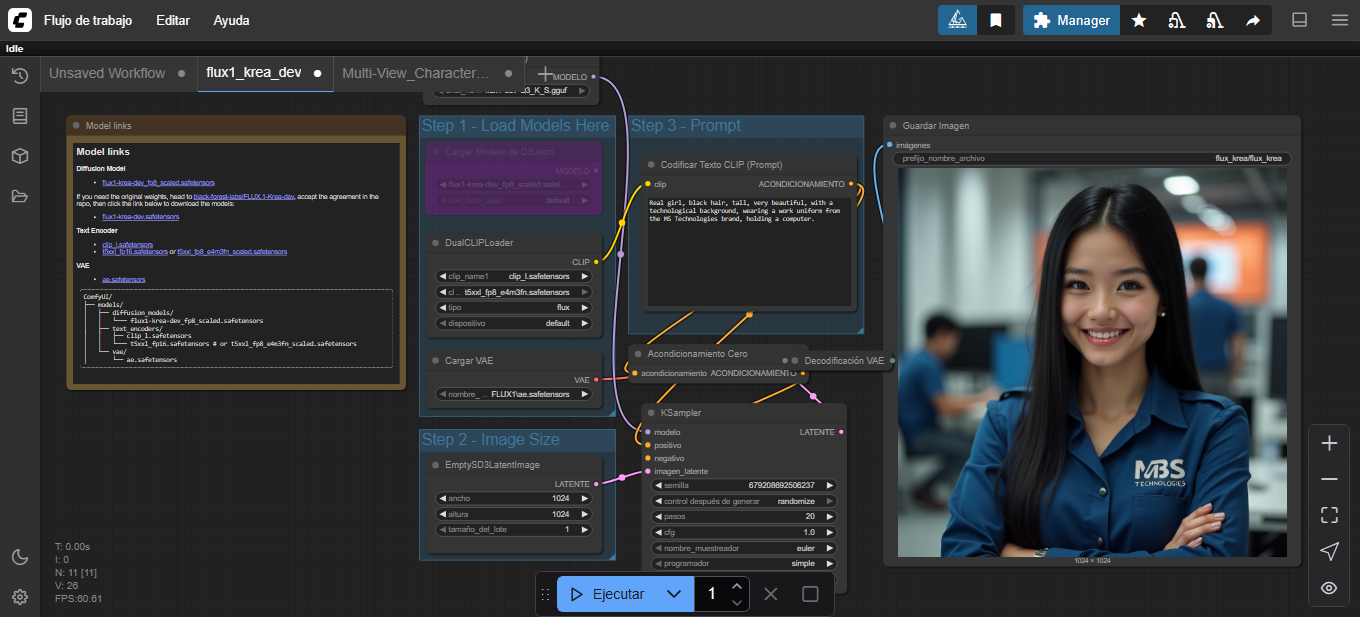 Flujo de trabajo
Editar
Ayuda
Manager
Idle
Unsaved Workflow
flux1_krea_dev
Multi-View_Character...
MODELO
Model links
Model links
Diffusion Model
flux1-krea-dev_fp8_scaled.safetensors
If you need the original weights, head to black-forest-labs/FLUX.1-Krea-dev, accept the agreement in the
repo, then click the link below to download the models:
flux1-krea-dev.safetensors
Text Encoder
clip_l.safetensors
t5xxl_fp16.safetensors or t5xxl_fp8_e4m3fn_scaled.safetensors
VAE
ae.safetensors
ComfyUI/
├── models/
│ ├── diffusion_models/
│ │ └── flux1-krea-dev_fp8_scaled.safetensors
│ ├── text_encoders/
│ │ ├── clip_l.safetensors
│ │ └── t5xxl_fp16.safetensors # or t5xxl_fp8_e4m3fn_scaled.safetensors
│ └── vae/
│ └── ae.safetensors
Step 1 - Load Models Here
Cargar Modelo de Difusión
MODELO
flux1-krea-dev_fp8_scaled.safet ...
tipo_dato_peso default
DualCLIPLoader
CLIP
clip_name1 clip_l.safetensors
cl ... t5xxl_fp8_e4m3fn.safetensors
tipo flux
dispositivo default
Cargar VAE
VAE
nombre_ ... FLUX1\ae.safetensors
Step 2 - Image Size
EmptySD3LatentImage
LATENTE
ancho 1024
altura 1024
tamaño_del_lote 1
Step 3 - Prompt
Codificar Texto CLIP (Prompt)
clip ACONDICIONAMIENTO
Real girl, black hair, tall, very beautiful, with a
technological background, wearing a work uniform from
the MS Technologies brand, holding a computer.
Acondicionamiento Cero
acondicionamiento ACONDICIONAMIENTO
Decodificación VAE
KSampler
modelo LATENTE
positivo
negativo
imagen_latente
semilla 679208692506237
control después de generar randomize
pasos 20
cfg 1.0
nombre_muestreador euler
programador simple
Guardar Imagen
imágenes
prefijo_nombre_archivo flux_krea/flux_krea
MBS
TECHNOLOGIES
1024 × 1024
T: 0.00s
I: 0
N: 11 [11]
V: 26
FPS:60.61
Ejecutar
1